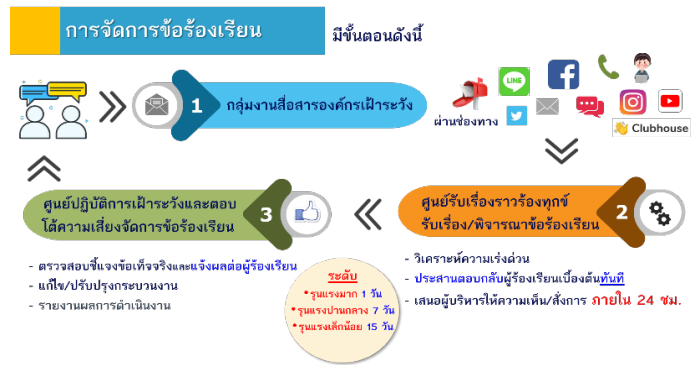 การจัดการข้อร้องเรียน
มีขั้นตอนดังนี้
1
กลุ่มงานสื่อสารองค์กรเฝ้าระวัง
ผ่านช่องทาง
LINE
Clubhouse
ศูนย์ปฏิบัติการเฝ้าระวังและตอบ
โต้ความเสี่ยงจัดการข้อร้องเรียน
3
ศูนย์รับเรื่องราวร้องทุกข์
รับเรื่อง/พิจารณาข้อร้องเรียน
2
- ตรวจสอบชี้แจงข้อเท็จจริงและแจ้งผลต่อผู้ร้องเรียน
- แก้ไข/ปรับปรุงกระบวนงาน
- รายงานผลการดำเนินงาน
ระดับ
* รุนแรงมาก 1 วัน
* รุนแรงปานกลาง 7 วัน
* รุนแรงเล็กน้อย 15 วัน
- วิเคราะห์ความเร่งด่วน
- ประสานตอบกลับผู้ร้องเรียนเบื้องต้นทันที
- เสนอผู้บริหารให้ความเห็น/สั่งการ ภายใน 24 ชม.